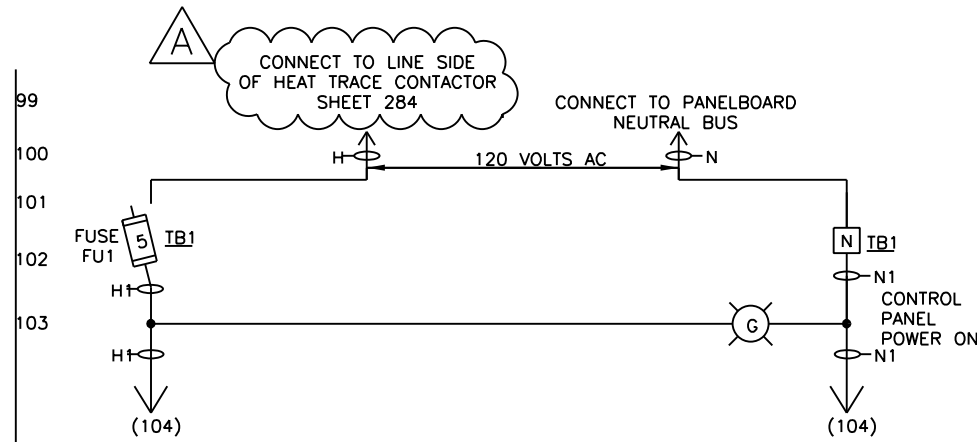 A
CONNECT TO LINE SIDE
OF HEAT TRACE CONTACTOR
SHEET 284
99
CONNECT TO PANELBOARD
NEUTRAL BUS
100
H
120 VOLTS AC
N
101
FUSE
FU1
5
TB1
N
TB1
102
H1
N1
CONTROL
PANEL
POWER ON
103
G
H1
N1
(104)
(104)